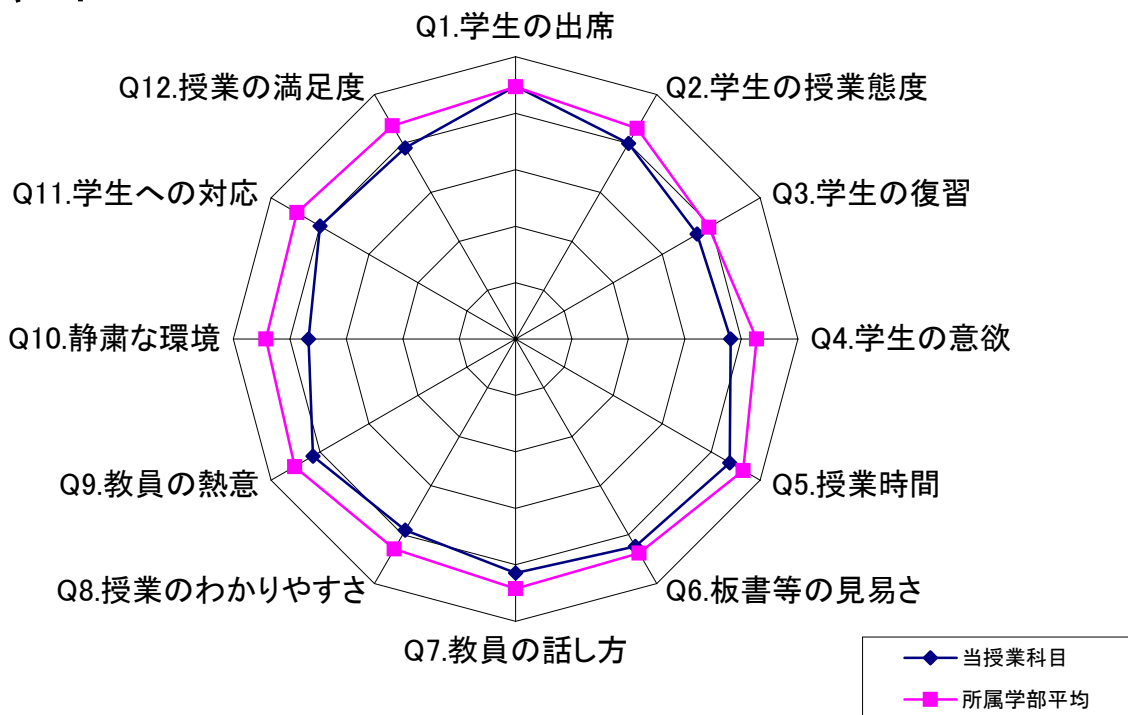 Q1.学生の出席
Q2.学生の授業態度
Q3.学生の復習
Q4.学生の意欲
Q5.授業時間
Q6.板書等の見易さ
Q7.教員の話し方
Q8.授業のわかりやすさ
Q9.教員の熱意
Q10.静粛な環境
Q11.学生への対応
Q12.授業の満足度
当授業科目
所属学部平均